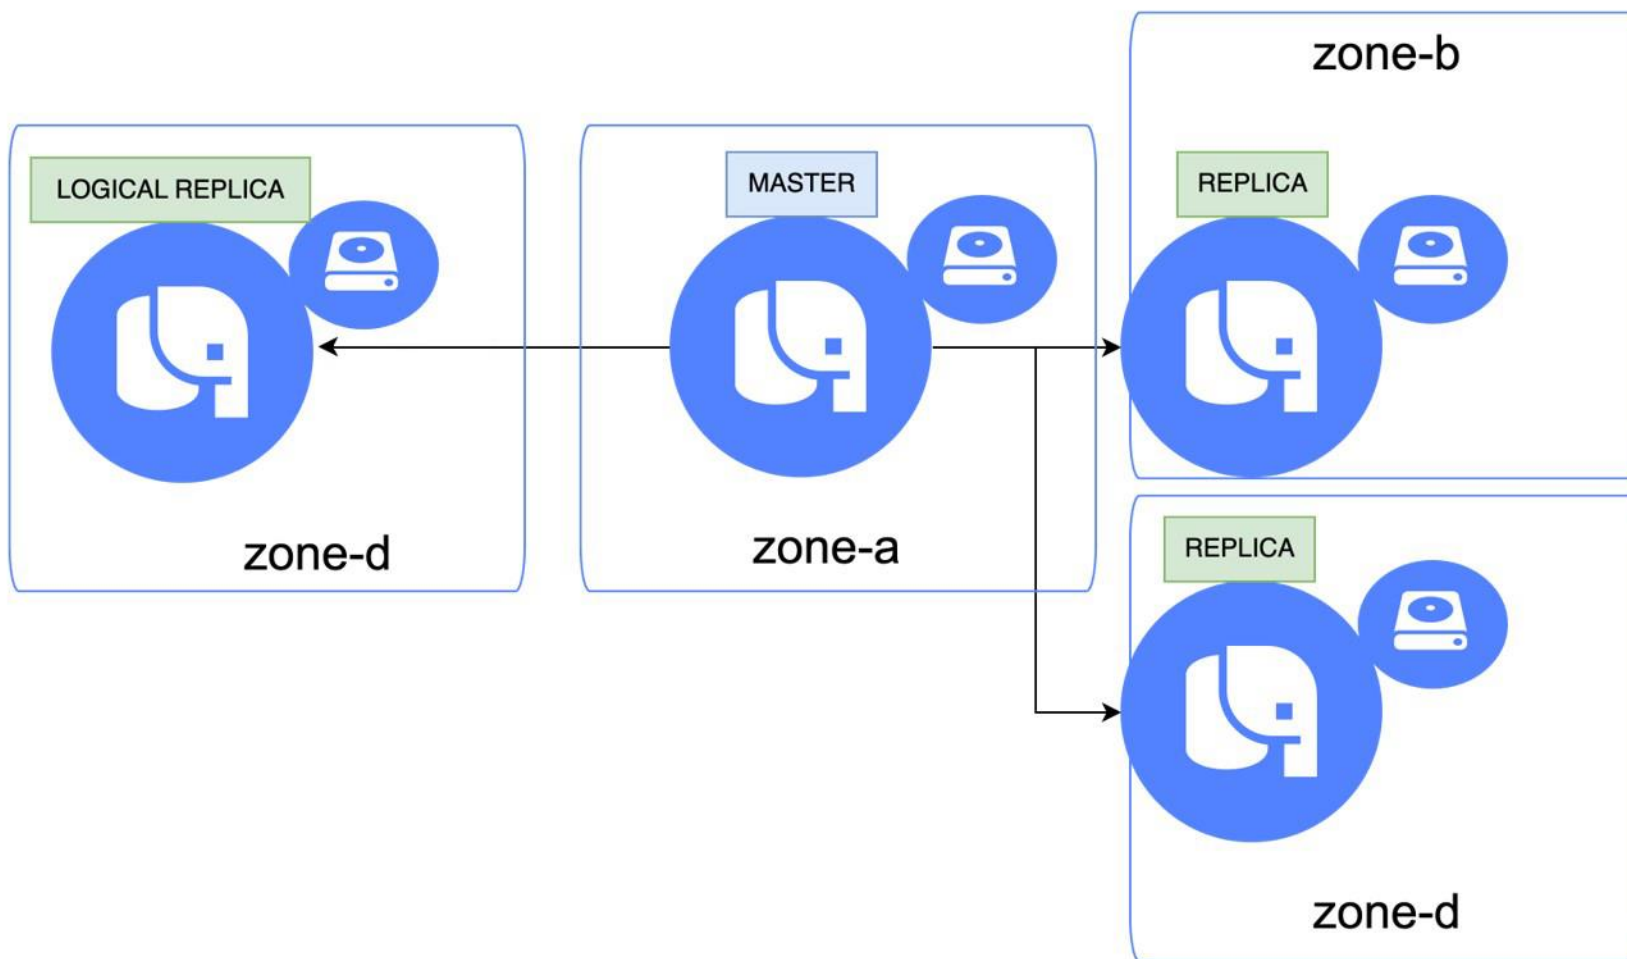 LOGICAL REPLICA
zone-d
MASTER
zone-a
zone-b
REPLICA
REPLICA
zone-d